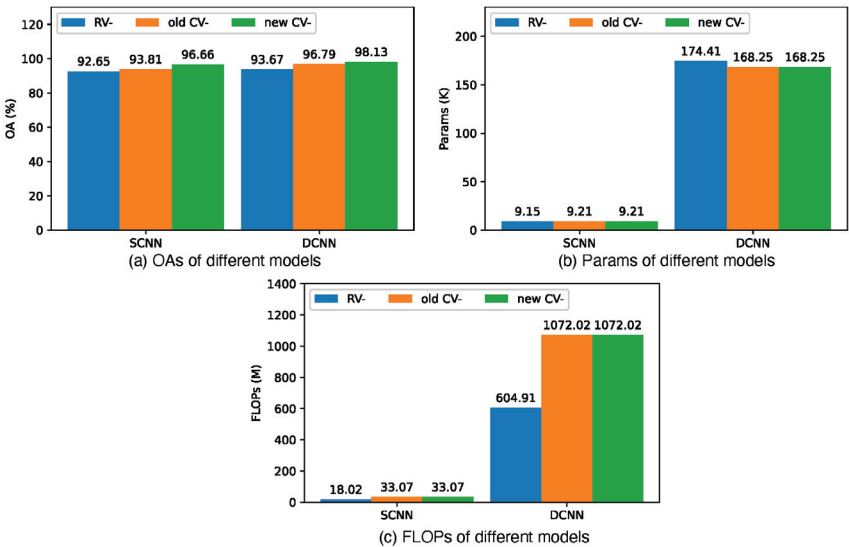 120
100
80
60
40
20
0
OA (%)
RV- old CV- new CV-
92.65 93.81 96.66 93.67 96.79 98.13
SCNN DCNN
(a) OAs of different models
200
150
100
50
0
Params (K)
RV- old CV- new CV-
174.41 168.25 168.25
9.15 9.21 9.21
SCNN DCNN
(b) Params of different models
1400
1200
1000
800
600
400
200
0
FLOPs (M)
RV- old CV- new CV-
1072.02 1072.02
604.91
18.02 33.07 33.07
SCNN DCNN
(c) FLOPs of different models